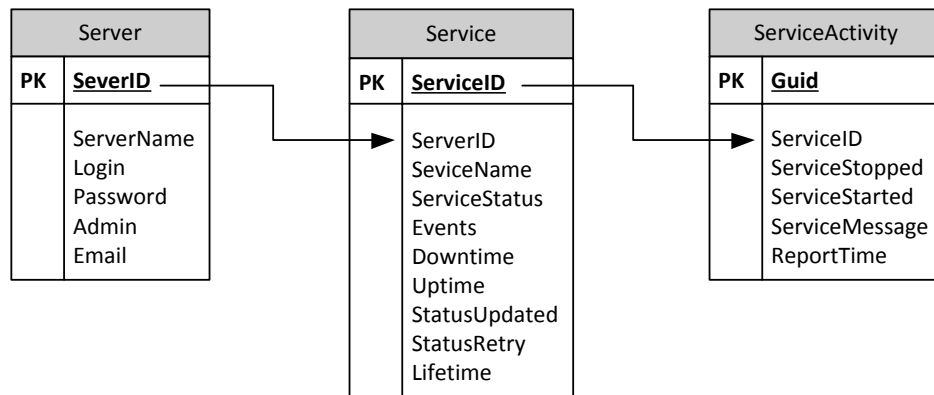 Server
PK SeverID
ServerName
Login
Password
Admin
Email
Service
PK ServiceID
ServerID
SeviceName
ServiceStatus
Events
Downtime
Uptime
StatusUpdated
StatusRetry
Lifetime
ServiceActivity
PK Guid
ServiceID
ServiceStopped
ServiceStarted
ServiceMessage
ReportTime